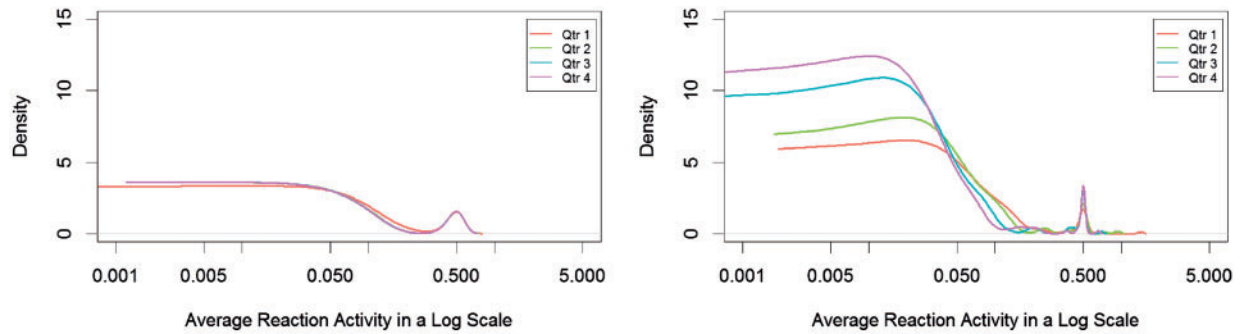 15
10
5
0
Density
Qtr 1
Qtr 2
Qtr 3
Qtr 4
0.001
0.005
0.050
0.500
5.000
Average Reaction Activity in a Log Scale
15
10
5
0
Density
Qtr 1
Qtr 2
Qtr 3
Qtr 4
0.001
0.005
0.050
0.500
5.000
Average Reaction Activity in a Log Scale